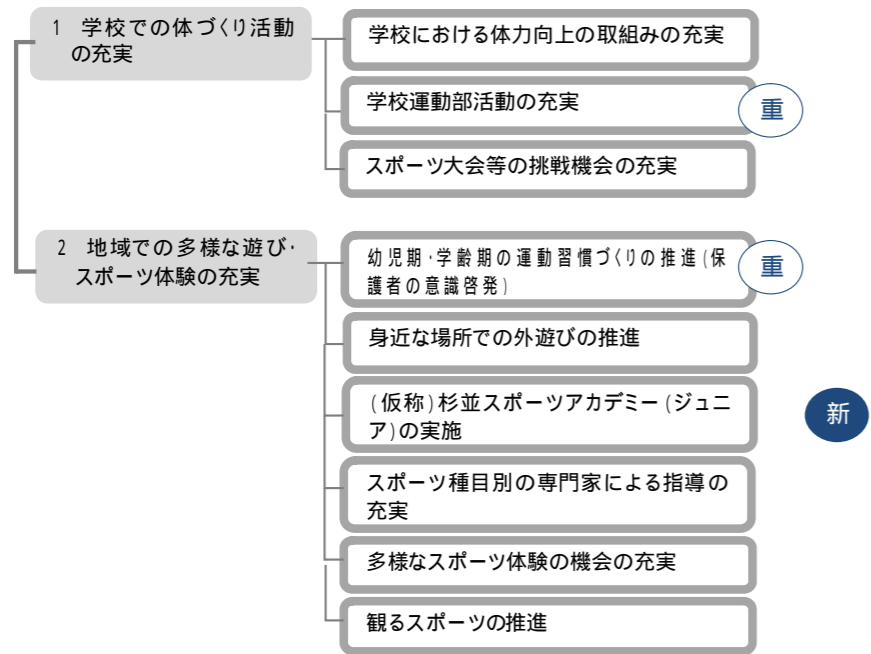 1 学校での体づくり活動
の充実
学校における体力向上の取組みの充実
学校運動部活動の充実
重
スポーツ大会等の挑戦機会の充実
2 地域での多様な遊び・
スポーツ体験の充実
幼児期・学齢期の運動習慣づくりの推進(保
護者の意識啓発)
重
身近な場所での外遊びの推進
(仮称)杉並スポーツアカデミー(ジュニ
ア)の実施
新
スポーツ種目別の専門家による指導の
充実
多様なスポーツ体験の機会の充実
観るスポーツの推進